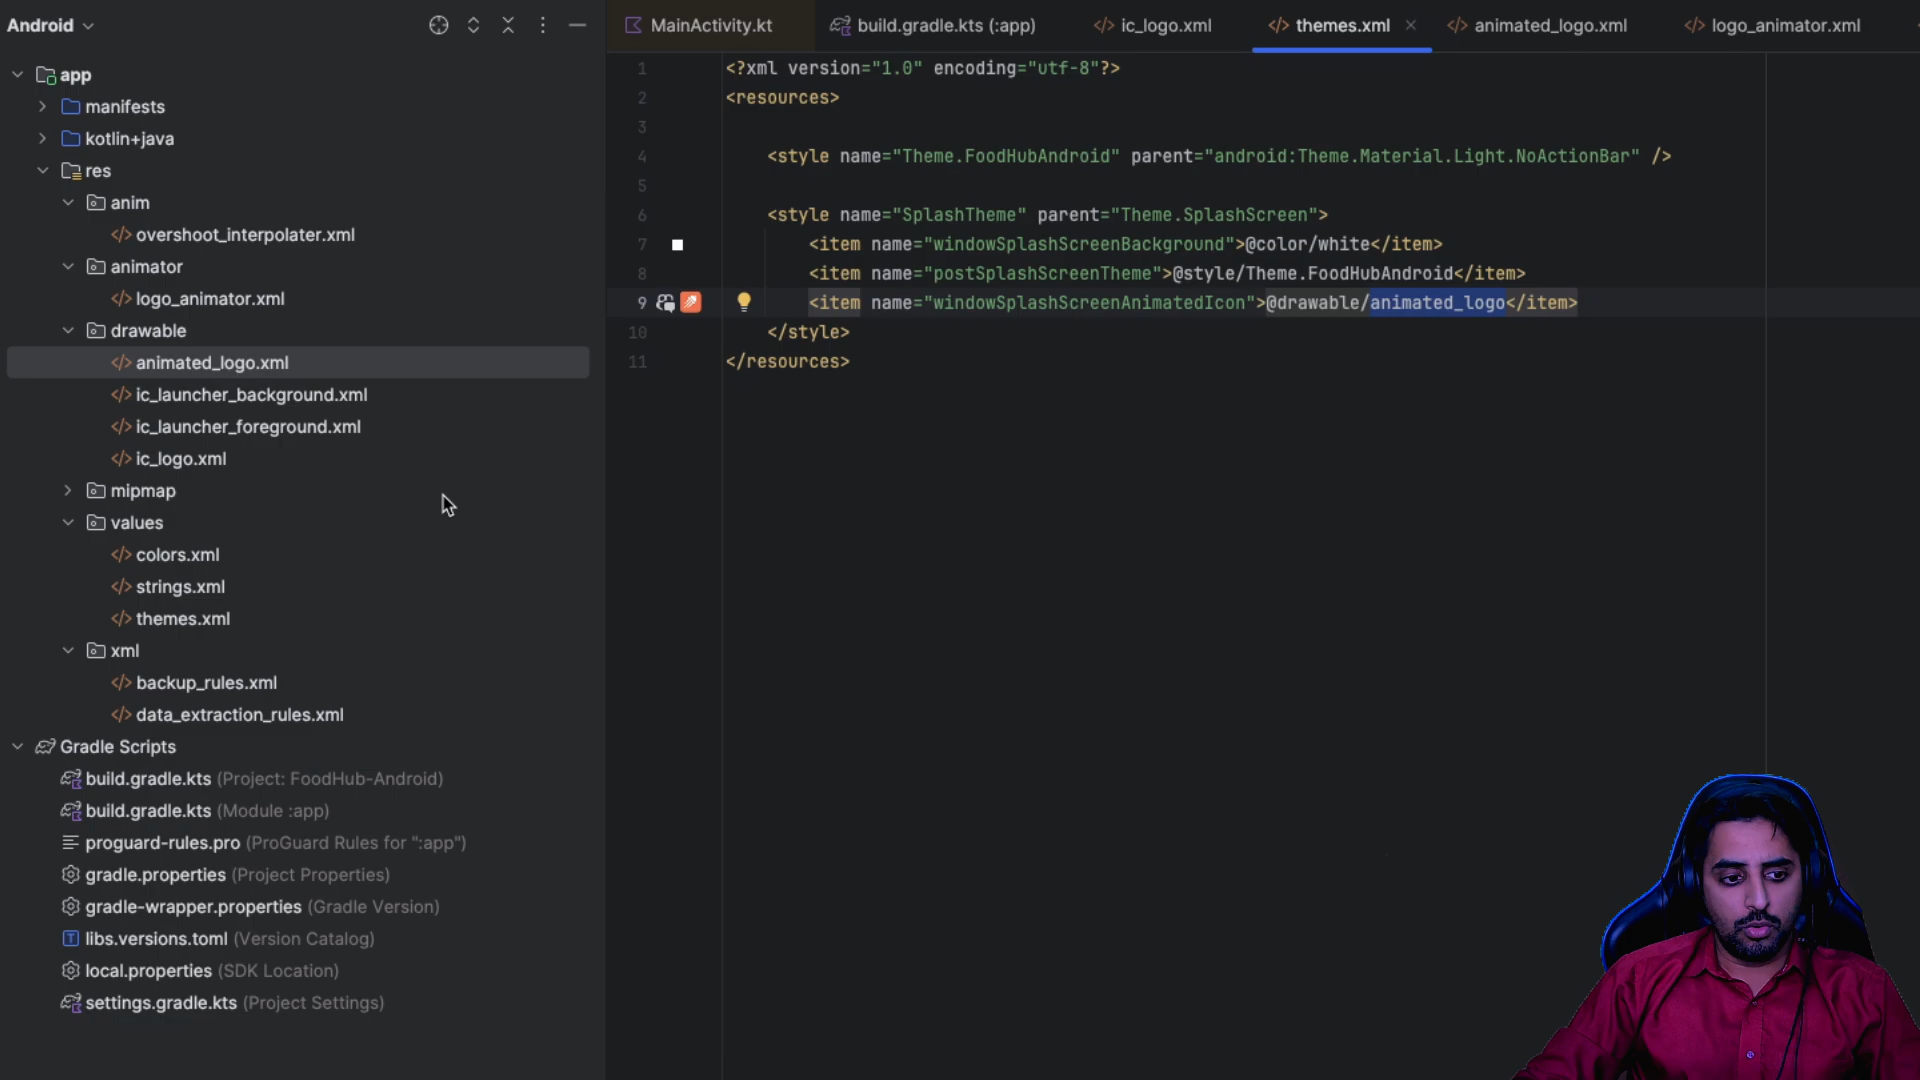 Android
app
manifests
kotlin+java
res
anim
overshoot_interpolater.xml
animator
logo_animator.xml
drawable
animated_logo.xml
ic_launcher_background.xml
ic_launcher_foreground.xml
ic_logo.xml
mipmap
values
colors.xml
strings.xml
themes.xml
xml
backup_rules.xml
data_extraction_rules.xml
Gradle Scripts
build.gradle.kts (Project: FoodHub-Android)
build.gradle.kts (Module :app)
proguard-rules.pro (ProGuard Rules for ":app")
gradle.properties (Project Properties)
gradle-wrapper.properties (Gradle Version)
libs.versions.toml (Version Catalog)
local.properties (SDK Location)
settings.gradle.kts (Project Settings)
MainActivity.kt build.gradle.kts (:app) ic_logo.xml themes.xml animated_logo.xml logo_animator.xml
1 <?xml version="1.0" encoding="utf-8"?>
2 <resources>
3
4 <style name="Theme.FoodHubAndroid" parent="android:Theme.Material.Light.NoActionBar" />
5
6 <style name="SplashTheme" parent="Theme.SplashScreen">
7 <item name="windowSplashScreenBackground">@color/white</item>
8 <item name="postSplashScreenTheme">@style/Theme.FoodHubAndroid</item>
9 <item name="windowSplashScreenAnimatedIcon">@drawable/animated_logo</item>
10 </style>
11 </resources>